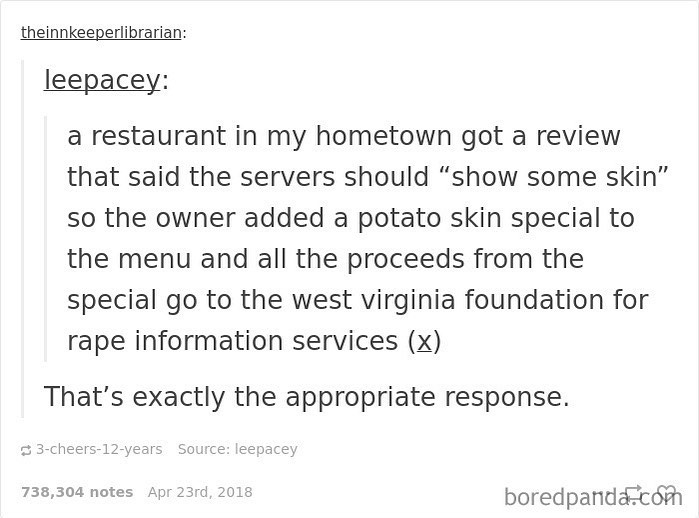 theinnkeeperlibrarian:
leepacey:
a restaurant in my hometown got a review
that said the servers should “show some skin”
so the owner added a potato skin special to
the menu and all the proceeds from the
special go to the west virginia foundation for
rape information services (x)
That’s exactly the appropriate response.
3-cheers-12-years Source: leepacey
738,304 notes Apr 23rd, 2018
boredpanda.com